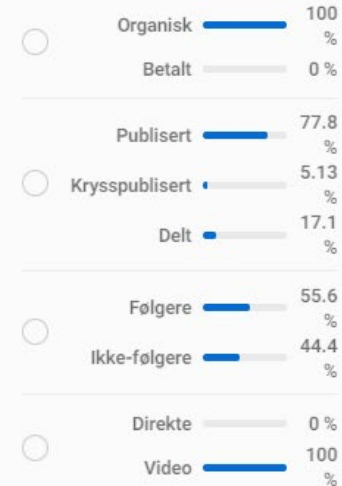 Organisk 100 %
Betalt 0 %
Publisert 77.8 %
Krysspublisert 5.13 %
Delt 17.1 %
Følgere 55.6 %
Ikke-følgere 44.4 %
Direkte 0 %
Video 100 %